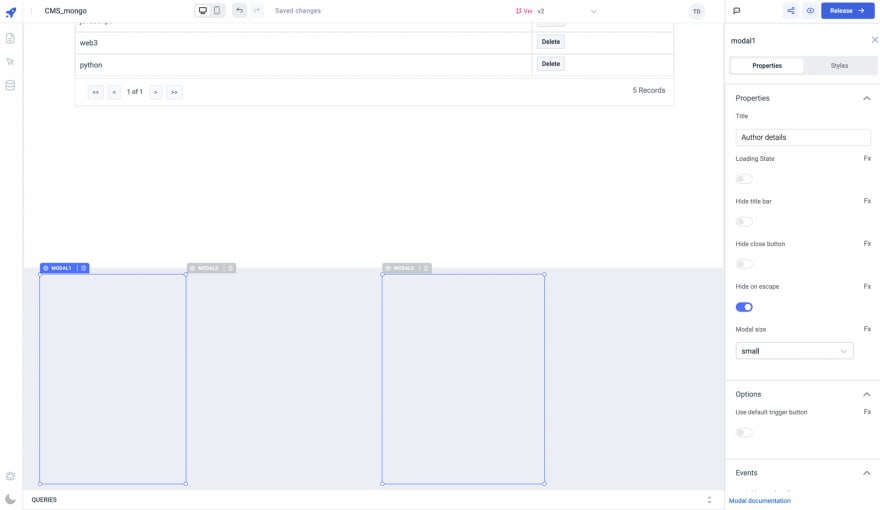 CMS_mongo
Saved changes
Ver v2
TD
Release
web3
Delete
python
Delete
<<
<
1 of 1
>
>>
5 Records
MODAL1
MODAL2
MODAL3
QUERIES
modal1
Properties
Styles
Properties
Title
Author details
Loading State
Fx
Hide title bar
Fx
Hide close button
Fx
Hide on escape
Fx
Modal size
Fx
small
Options
Use default trigger button
Fx
Events
Modal documentation